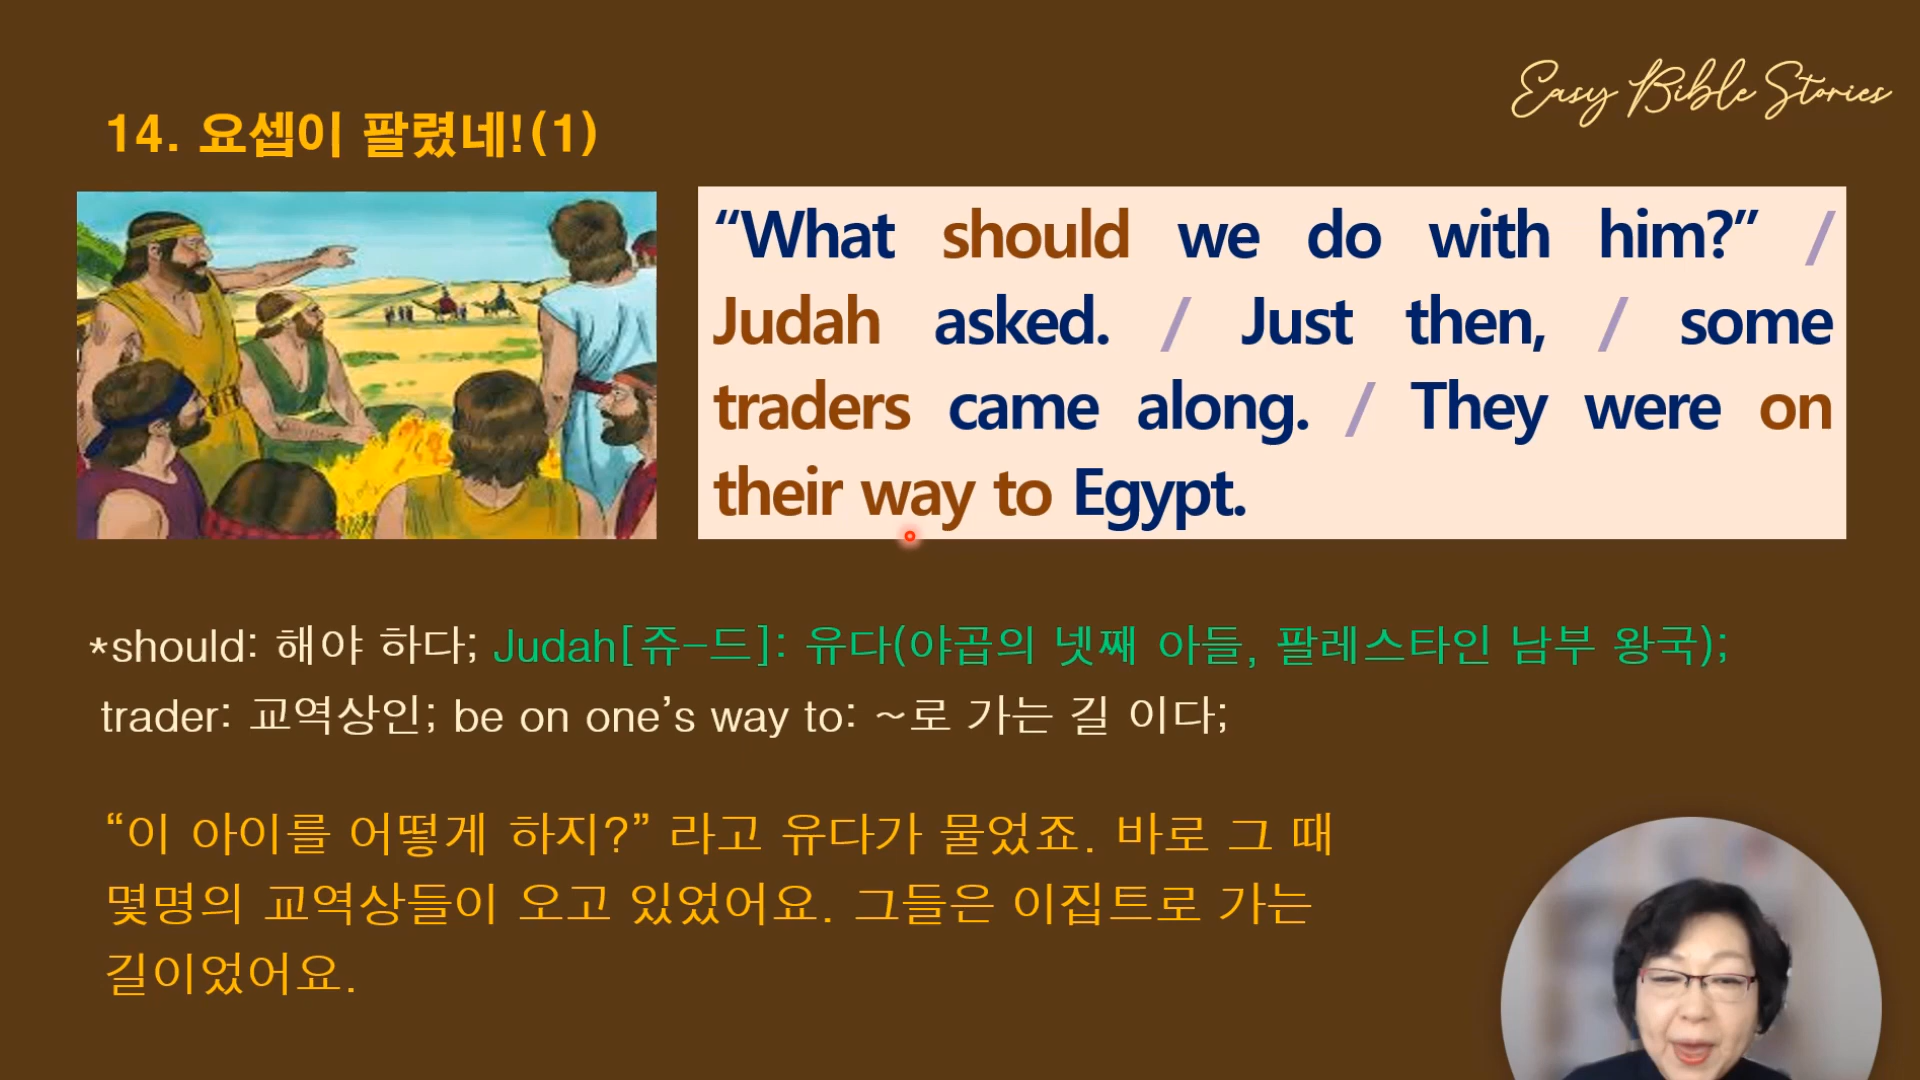 Easy Bible Stories
14. 요셉이 팔렸네!(1)
“What should we do with him?” /
Judah asked. / Just then, / some
traders came along. / They were on
their way to Egypt.
*should: 해야 하다; Judah[쥬-드]: 유다(야곱의 넷째 아들, 팔레스타인 남부 왕국);
trader: 교역상인; be on one’s way to: ~로 가는 길 이다;
“이 아이를 어떻게 하지?” 라고 유다가 물었죠. 바로 그 때
몇명의 교역상들이 오고 있었어요. 그들은 이집트로 가는
길이었어요.